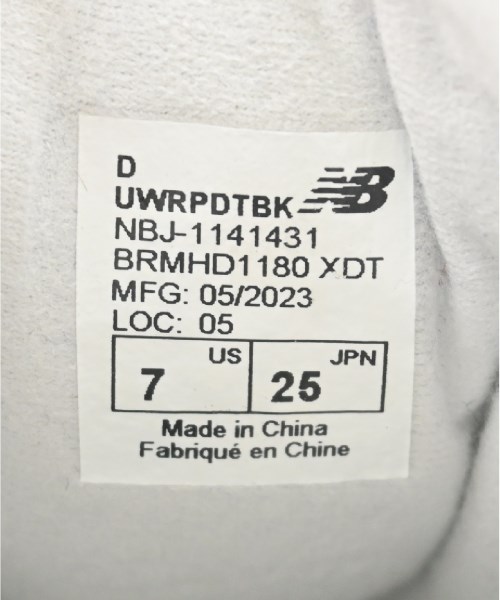 D
UWRPDTBK NB
NBJ-1141431
BRMHD1180 XDT
MFG: 05/2023
LOC: 05
US JPN
7 25
Made in China
Fabriqué en Chine